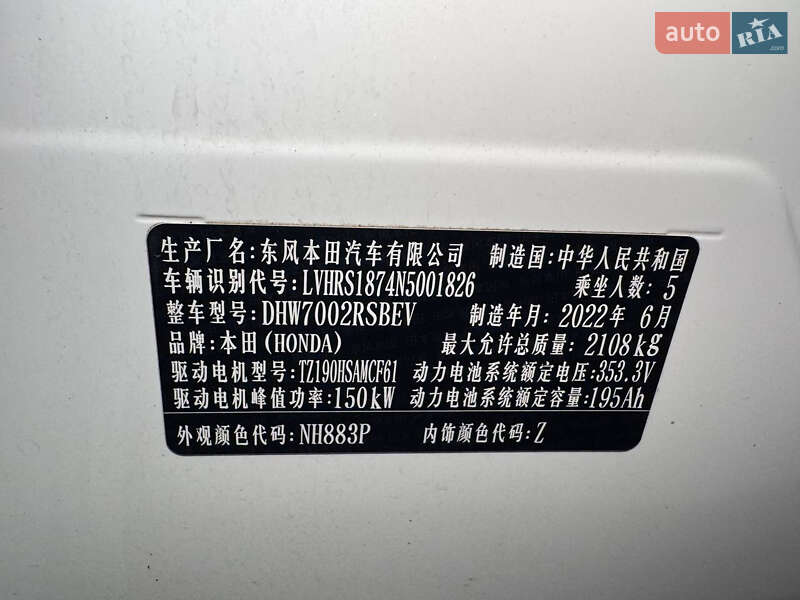 auto RIA.com
生产厂名:东风本田汽车有限公司 制造国:中华人民共和国
车辆识别代号:LVHRS1874N5001826 乘坐人数:5
整车型号:DHW7002RSBEV 制造年月:2022年 6月
品牌:本田(HONDA) 最大允许总质量:2108kg
驱动电机型号:TZ190HSAMCF61 动力电池系统额定电压:353.3V
驱动电机峰值功率:150kW 动力电池系统额定容量:195Ah
外观颜色代码:NH883P 内饰颜色代码:Z